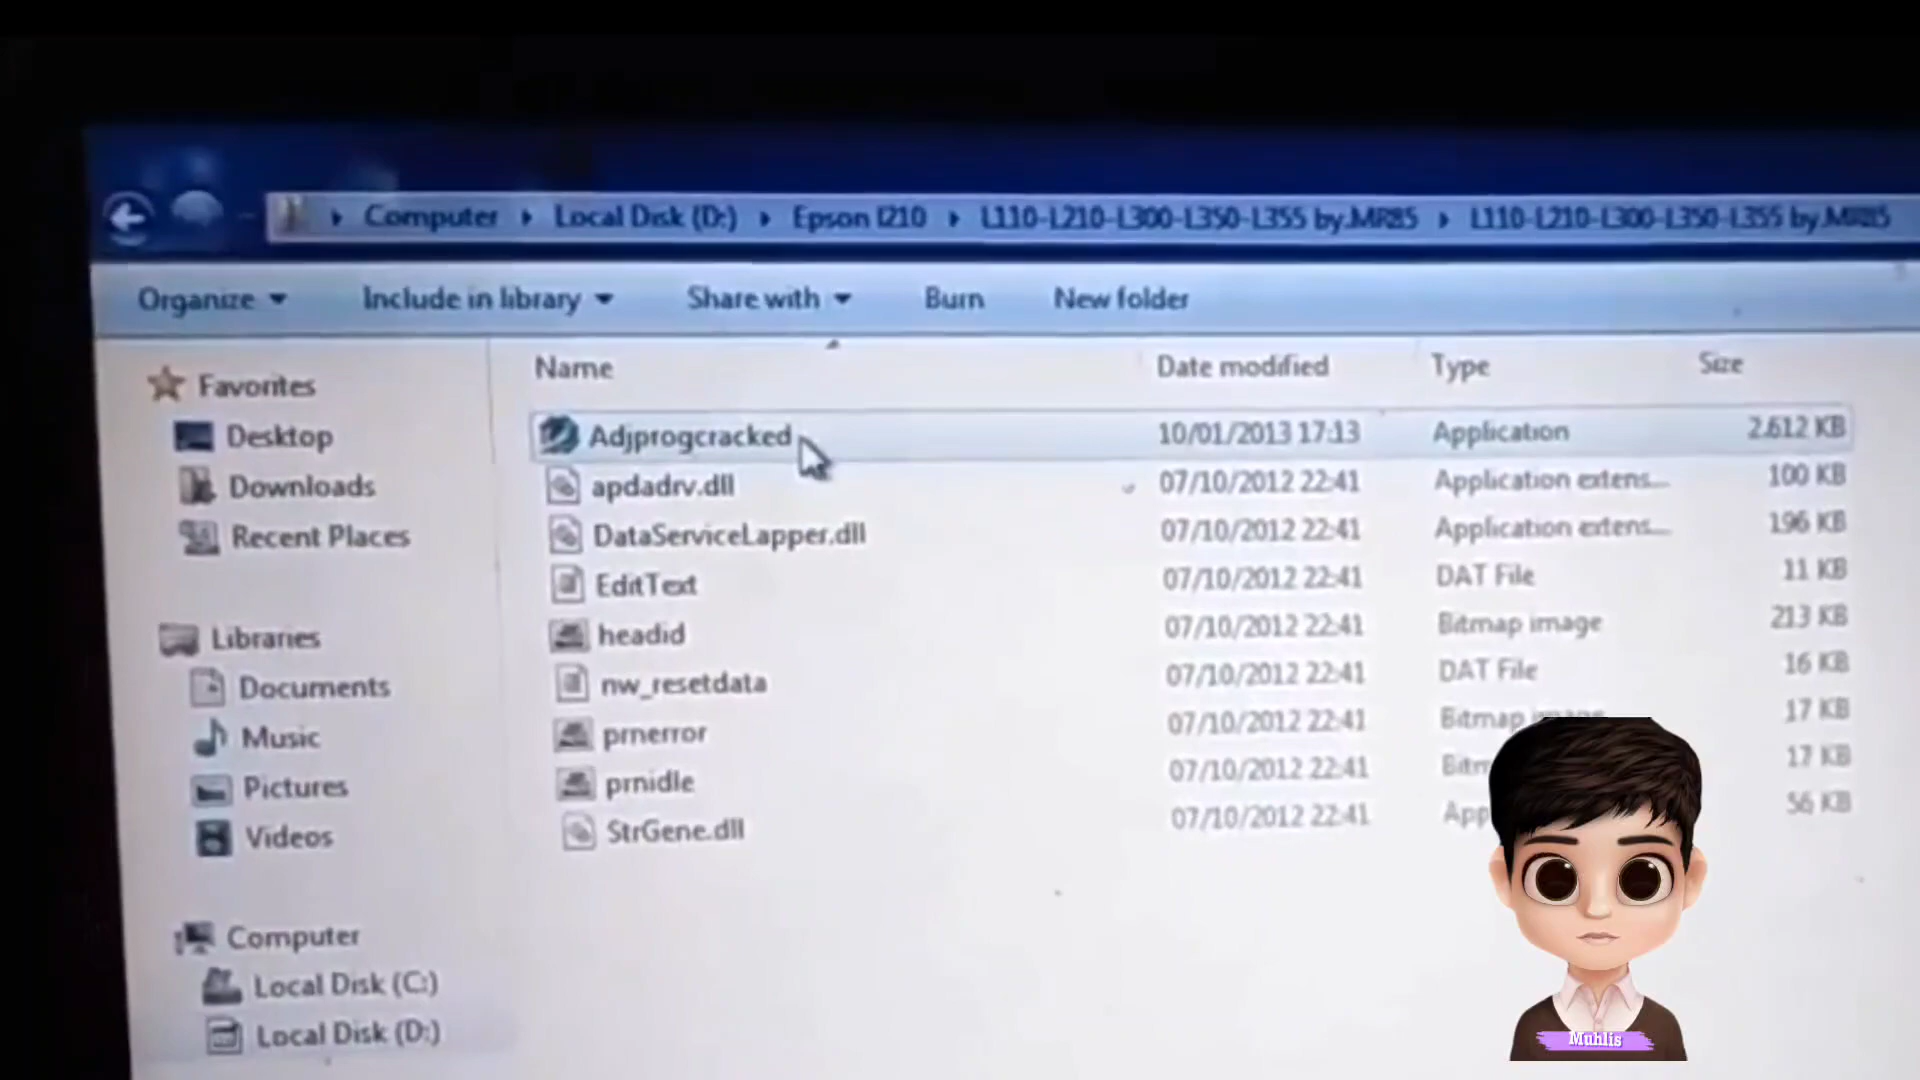 Computer Local Disk (D:) Epson l210 L110-L210-L300-L350-L355 by.MR85 L110-L210-L300-L350-L355 by.MR85
Organize Include in library Share with Burn New folder
Name Date modified Type Size
Favorites
Desktop
Downloads
Recent Places
Libraries
Documents
Music
Pictures
Videos
Computer
Local Disk (C:)
Local Disk (D:)
Adjprogcracked 10/01/2013 17:13 Application 2.612 KB
apdadrv.dll 07/10/2012 22:41 Application extens... 100 KB
DataServiceLapper.dll 07/10/2012 22:41 Application extens... 196 KB
EditText 07/10/2012 22:41 DAT File 11 KB
headid 07/10/2012 22:41 Bitmap image 213 KB
nw_resetdata 07/10/2012 22:41 DAT File 16 KB
prnerror 07/10/2012 22:41 Bitmap image 17 KB
prnidle 07/10/2012 22:41 17 KB
StrGene.dll 07/10/2012 22:41 56 KB
Muhlis